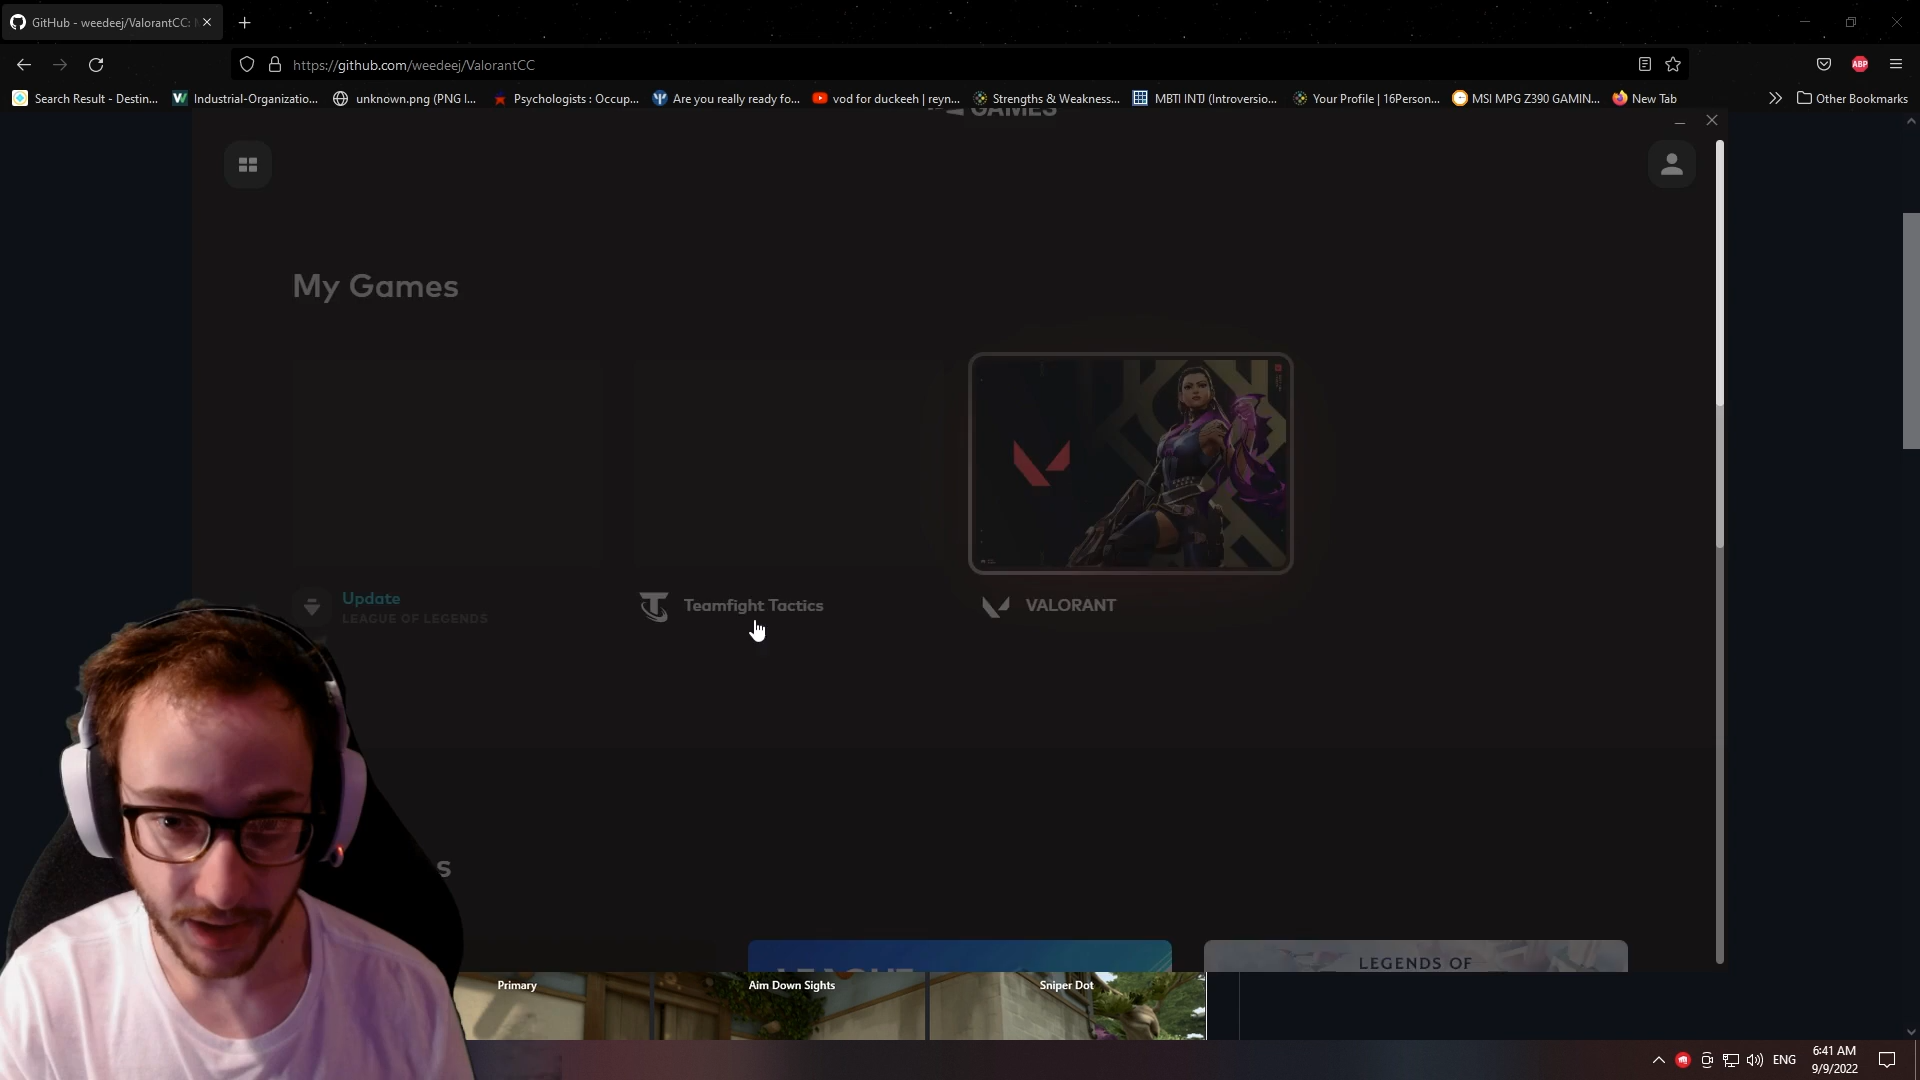 GitHub - weedeej/ValorantCC:
https://github.com/weedeej/ValorantCC
ABP
Search Result - Destin...
Industrial-Organizatio...
unknown.png (PNG I...
Psychologists : Occup...
Are you really ready fo...
vod for duckeeh | reyn...
Strengths & Weakness...
MBTI INTJ (Introversio...
Your Profile | 16Person...
MSI MPG Z390 GAMIN...
New Tab
Other Bookmarks
GAMES
My Games
Update
LEAGUE OF LEGENDS
Teamfight Tactics
VALORANT
s
LEAGUE
LEGENDS OF
Primary
Aim Down Sights
Sniper Dot
ENG
6:41 AM
9/9/2022